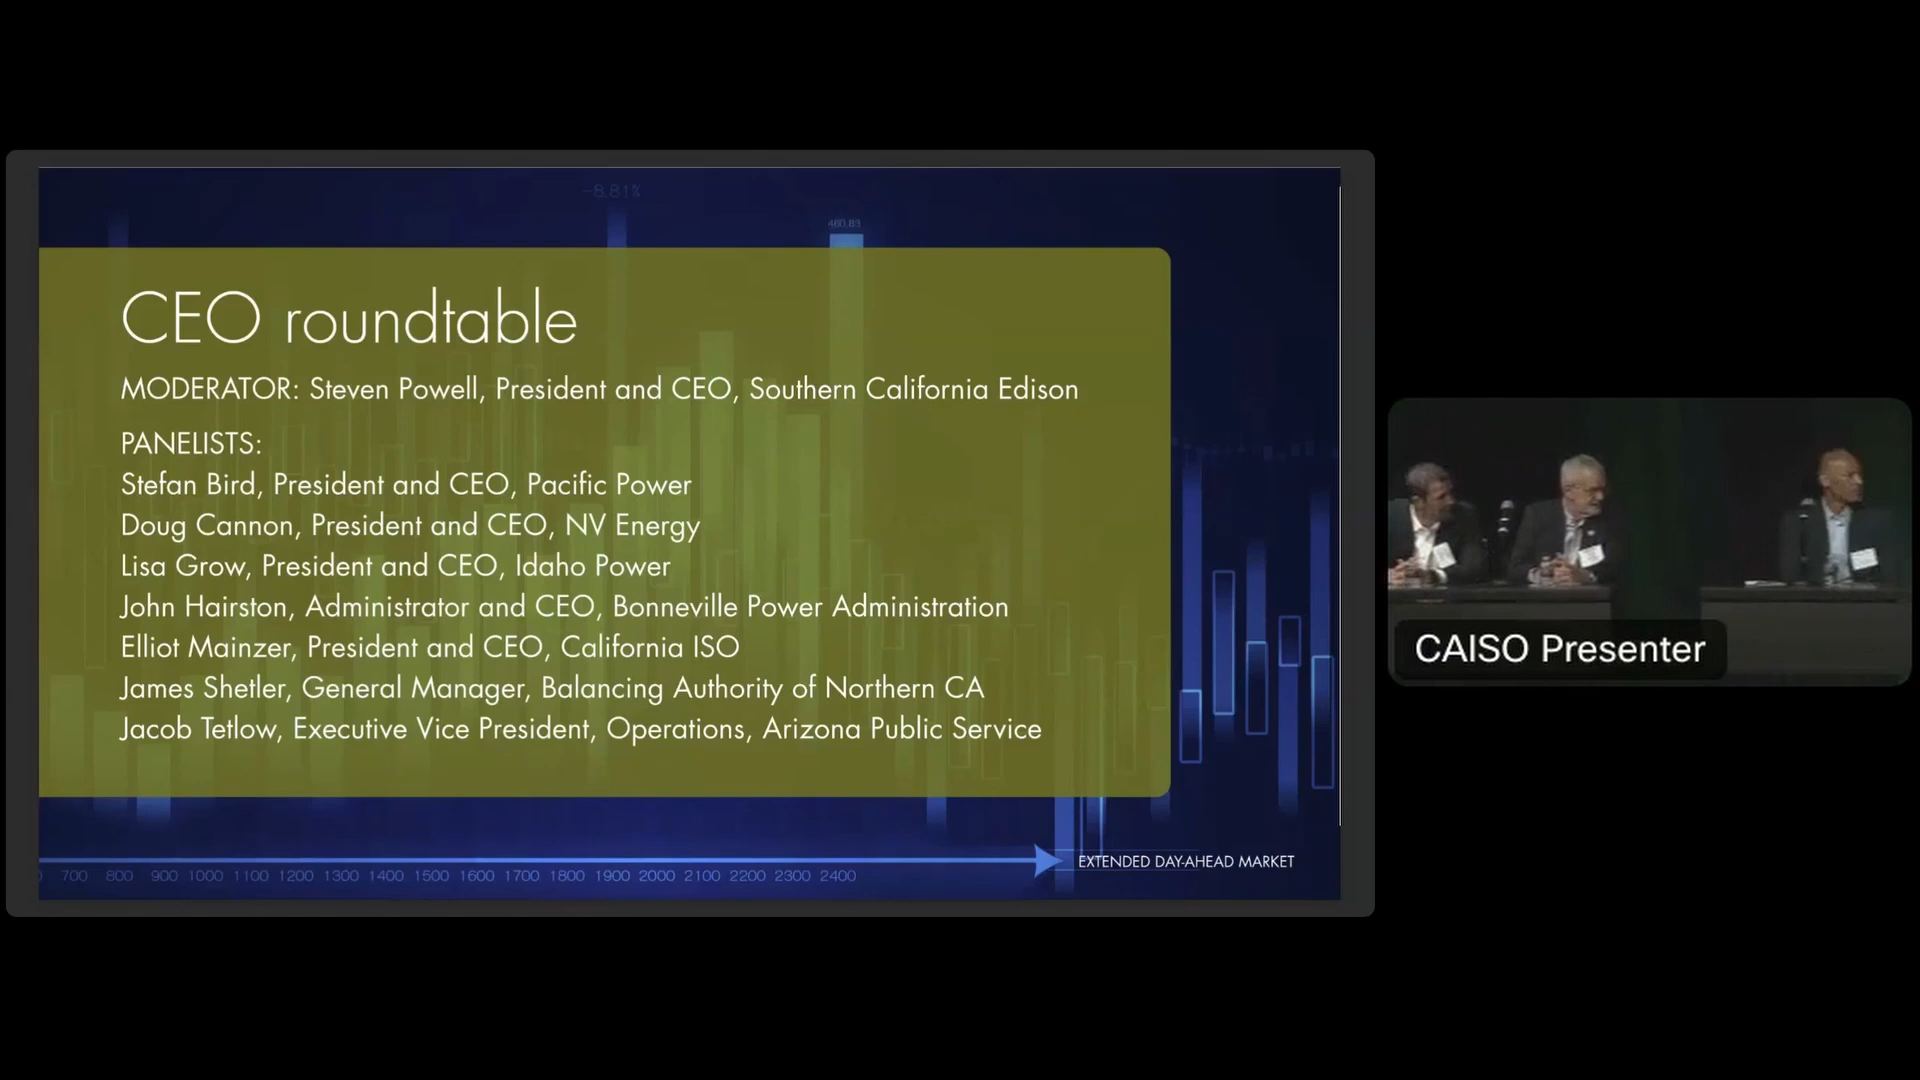 -8.81%
460.83
CEO roundtable
MODERATOR: Steven Powell, President and CEO, Southern California Edison
PANELISTS:
Stefan Bird, President and CEO, Pacific Power
Doug Cannon, President and CEO, NV Energy
Lisa Grow, President and CEO, Idaho Power
John Hairston, Administrator and CEO, Bonneville Power Administration
Elliot Mainzer, President and CEO, California ISO
James Shetler, General Manager, Balancing Authority of Northern CA
Jacob Tetlow, Executive Vice President, Operations, Arizona Public Service
EXTENDED DAY-AHEAD MARKET
700 800 900 1000 1100 1200 1300 1400 1500 1600 1700 1800 1900 2000 2100 2200 2300 2400
CAISO Presenter